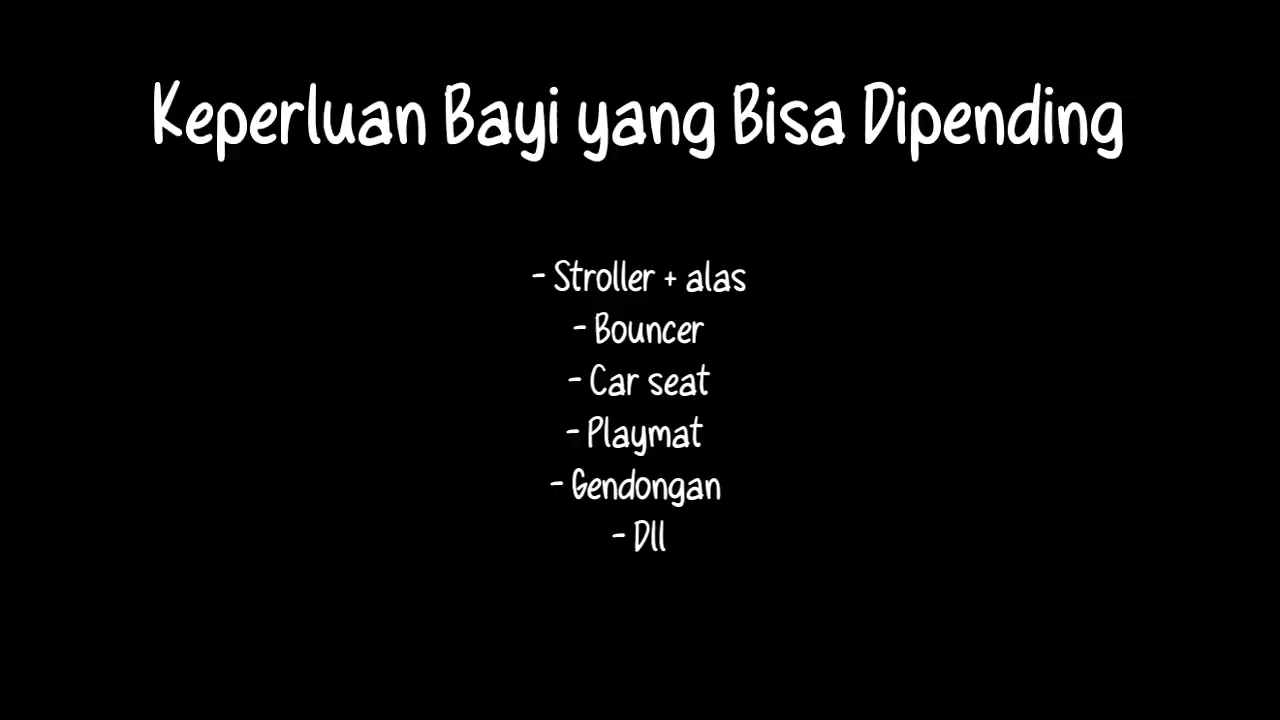 Keperluan Bayi yang Bisa Dipending
- Stroller + alas
- Bouncer
- Car seat
- Playmat
- Gendongan
- Dll